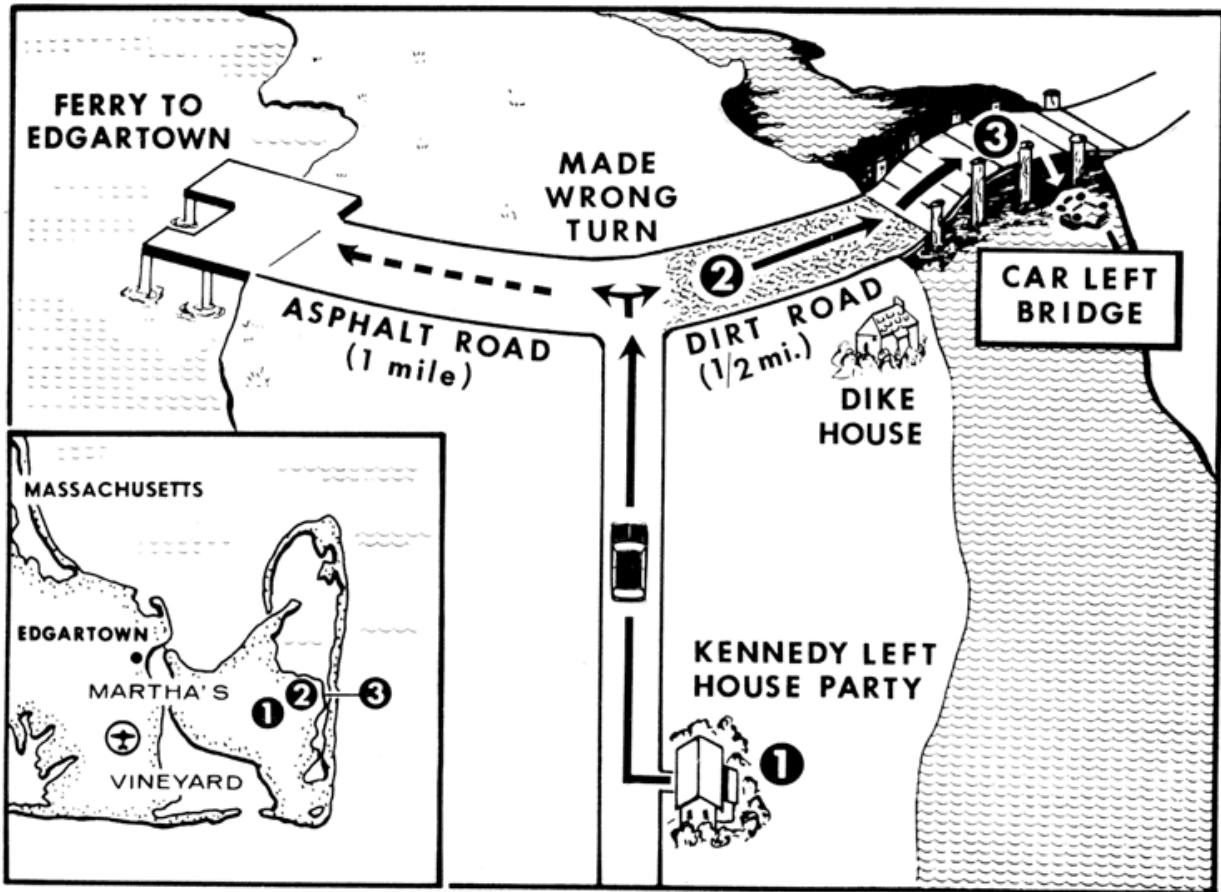 FERRY TO
EDGARTOWN
MADE
WRONG
TURN
3
2
CAR LEFT
BRIDGE
ASPHALT ROAD
(1 mile)
DIRT ROAD
(1/2 mi.)
DIKE
HOUSE
KENNEDY LEFT
HOUSE PARTY
1
MASSACHUSETTS
EDGARTOWN
MARTHA'S
1
2
3
VINEYARD